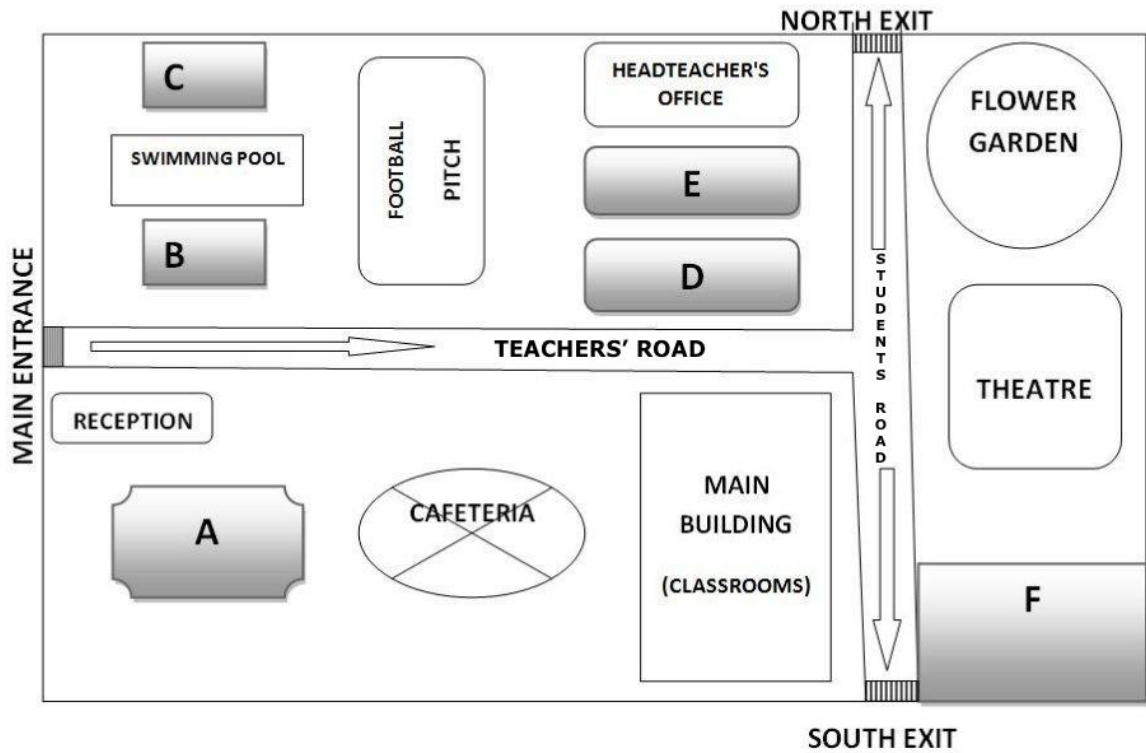 NORTH EXIT
C
SWIMMING POOL
B
FOOTBALL
PITCH
HEADTEACHER'S
OFFICE
E
D
FLOWER
GARDEN
STUDENTS ROAD
THEATRE
MAIN ENTRANCE
TEACHERS’ ROAD
RECEPTION
A
CAFETERIA
MAIN
BUILDING
(CLASSROOMS)
F
SOUTH EXIT